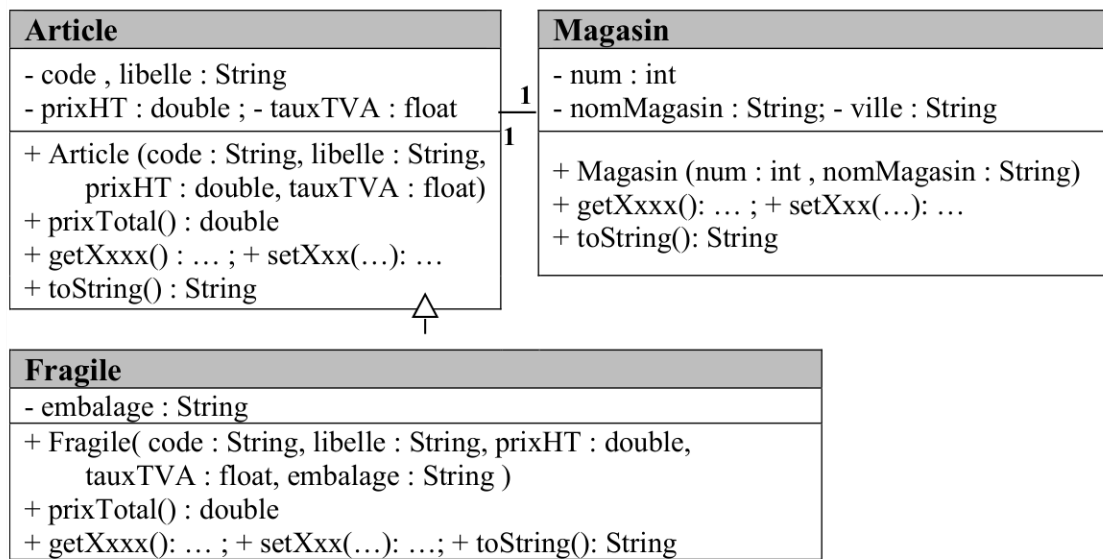 Article
- code , libelle : String
- prixHT : double ; - tauxTVA : float
+ Article (code : String, libelle : String,
prixHT : double, tauxTVA : float)
+ prixTotal() : double
+ getXxxx() : … ; + setXxx(…): …
+ toString() : String
1
1
Magasin
- num : int
- nomMagasin : String; - ville : String
+ Magasin (num : int , nomMagasin : String)
+ getXxxx(): … ; + setXxx(…): …
+ toString(): String
Fragile
- embalage : String
+ Fragile( code : String, libelle : String, prixHT : double,
tauxTVA : float, embalage : String )
+ prixTotal() : double
+ getXxxx(): … ; + setXxx(…): …; + toString(): String